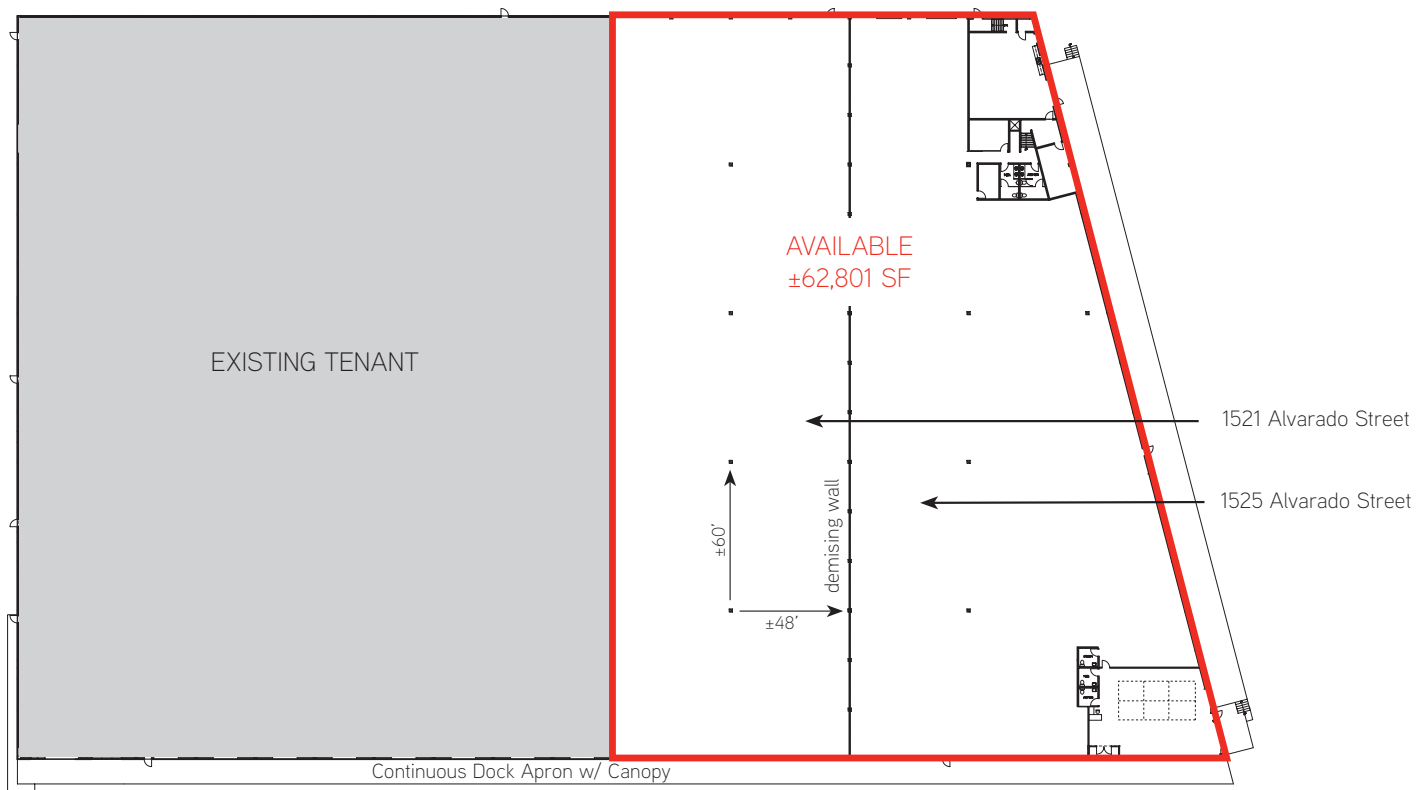 AVAILABLE
±62,801 SF
EXISTING TENANT
1521 Alvarado Street
1525 Alvarado Street
demising wall
±60'
±48'
Continuous Dock Apron w/ Canopy